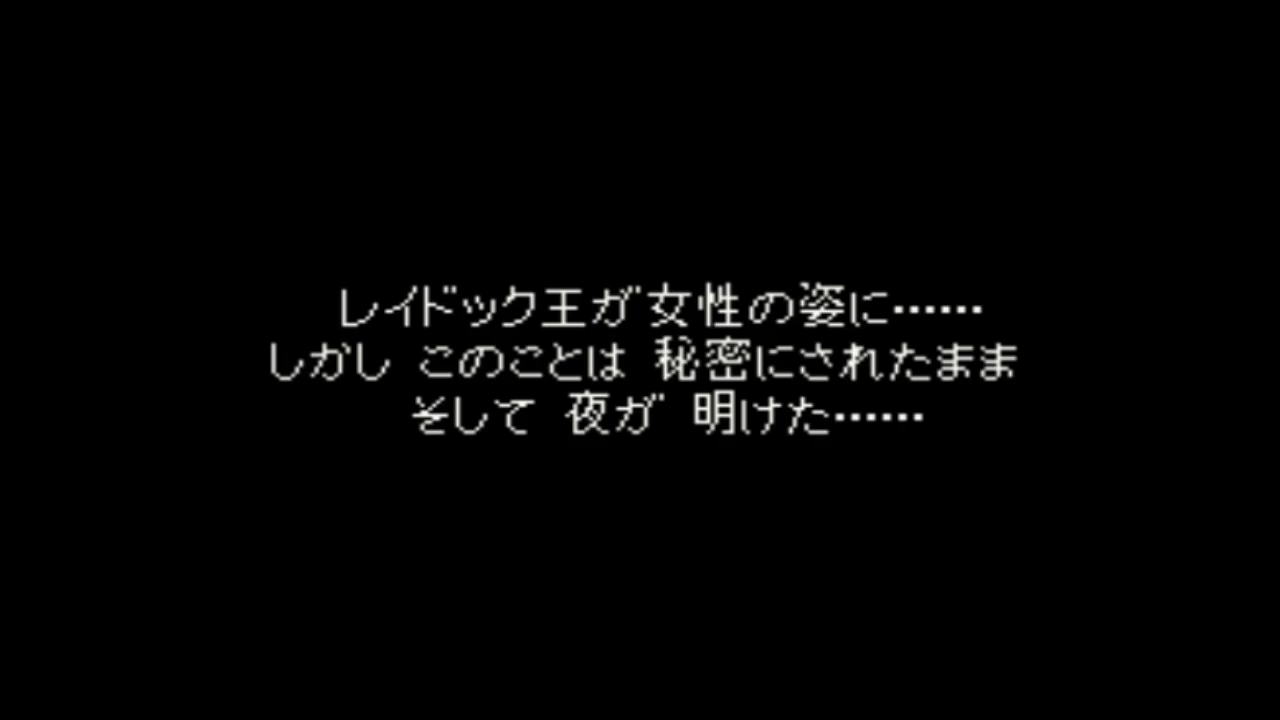 レイドック王が女性の姿に……
しかし このことは 秘密にされたまま
そして 夜が 明けた……